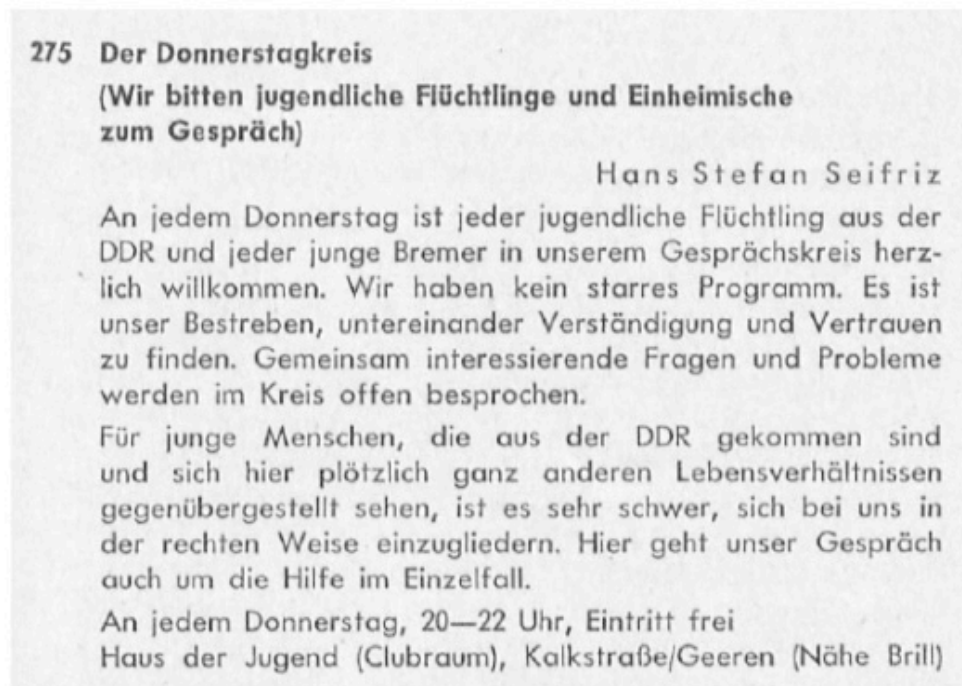 275 Der Donnerstagkreis
(Wir bitten jugendliche Flüchtlinge und Einheimische
zum Gespräch)
Hans Stefan Seifriz
An jedem Donnerstag ist jeder jugendliche Flüchtling aus der
DDR und jeder junge Bremer in unserem Gesprächskreis herz-
lich willkommen. Wir haben kein starres Programm. Es ist
unser Bestreben, untereinander Verständigung und Vertrauen
zu finden. Gemeinsam interessierende Fragen und Probleme
werden im Kreis offen besprochen.
Für junge Menschen, die aus der DDR gekommen sind
und sich hier plötzlich ganz anderen Lebensverhältnissen
gegenübergestellt sehen, ist es sehr schwer, sich bei uns in
der rechten Weise einzugliedern. Hier geht unser Gespräch
auch um die Hilfe im Einzelfall.
An jedem Donnerstag, 20—22 Uhr, Eintritt frei
Haus der Jugend (Clubraum), Kalkstraße/Geeren (Nähe Brill)